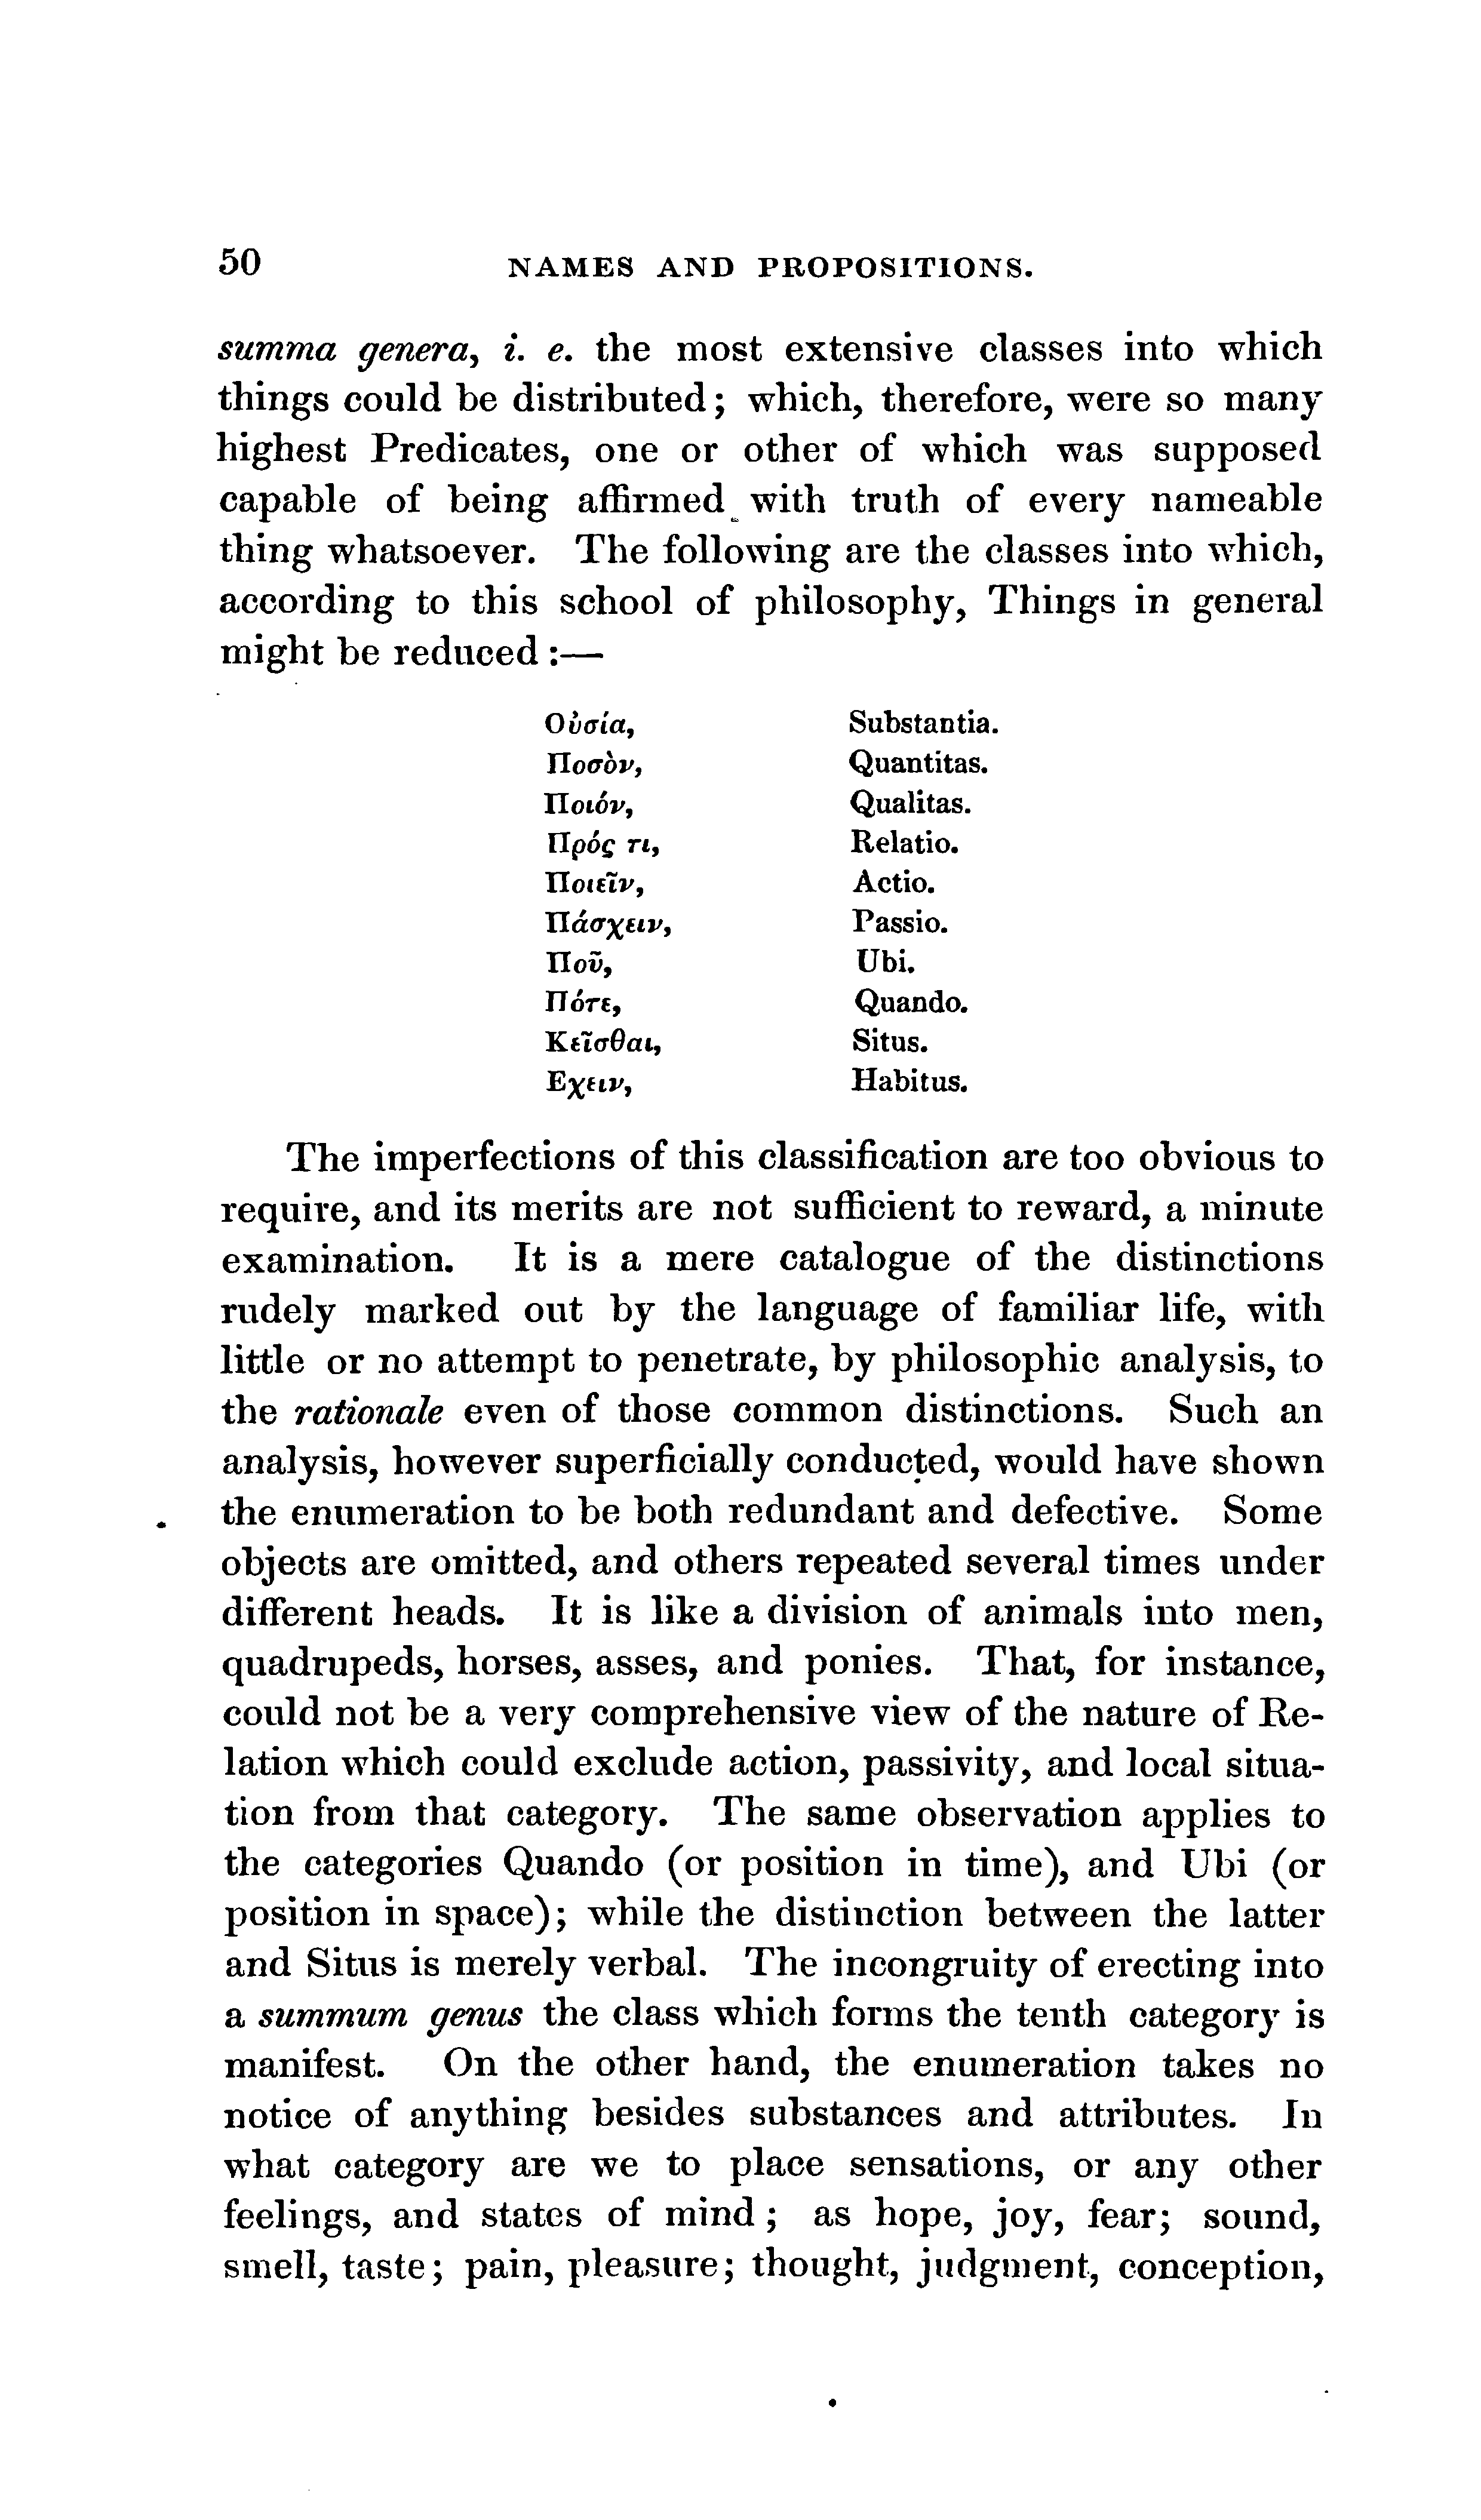 50 NAMES AND PROPOSITIONS.
summa genera, i. e. the most extensive classes into which
things could be distributed; which, therefore, were so many
highest Predicates, one or other of which was supposed
capable of being affirmed with truth of every nameable
thing whatsoever. The following are the classes into which,
according to this school of philosophy, Things in general
might be reduced :—
Οὐσία, Substantia.
Ποσὸν, Quantitas.
Ποιόν, Qualitas.
Πρός τι, Relatio.
Ποιεῖν, Actio.
Πάσχειν, Passio.
Ποῦ, Ubi.
Πότε, Quando.
Κεῖσθαι, Situs.
Εχειν, Habitus.
The imperfections of this classification are too obvious to
require, and its merits are not sufficient to reward, a minute
examination. It is a mere catalogue of the distinctions
rudely marked out by the language of familiar life, with
little or no attempt to penetrate, by philosophic analysis, to
the rationale even of those common distinctions. Such an
analysis, however superficially conducted, would have shown
the enumeration to be both redundant and defective. Some
objects are omitted, and others repeated several times under
different heads. It is like a division of animals into men,
quadrupeds, horses, asses, and ponies. That, for instance,
could not be a very comprehensive view of the nature of Re-
lation which could exclude action, passivity, and local situa-
tion from that category. The same observation applies to
the categories Quando (or position in time), and Ubi (or
position in space); while the distinction between the latter
and Situs is merely verbal. The incongruity of erecting into
a summum genus the class which forms the tenth category is
manifest. On the other hand, the enumeration takes no
notice of anything besides substances and attributes. In
what category are we to place sensations, or any other
feelings, and states of mind; as hope, joy, fear; sound,
smell, taste; pain, pleasure; thought, judgment, conception,